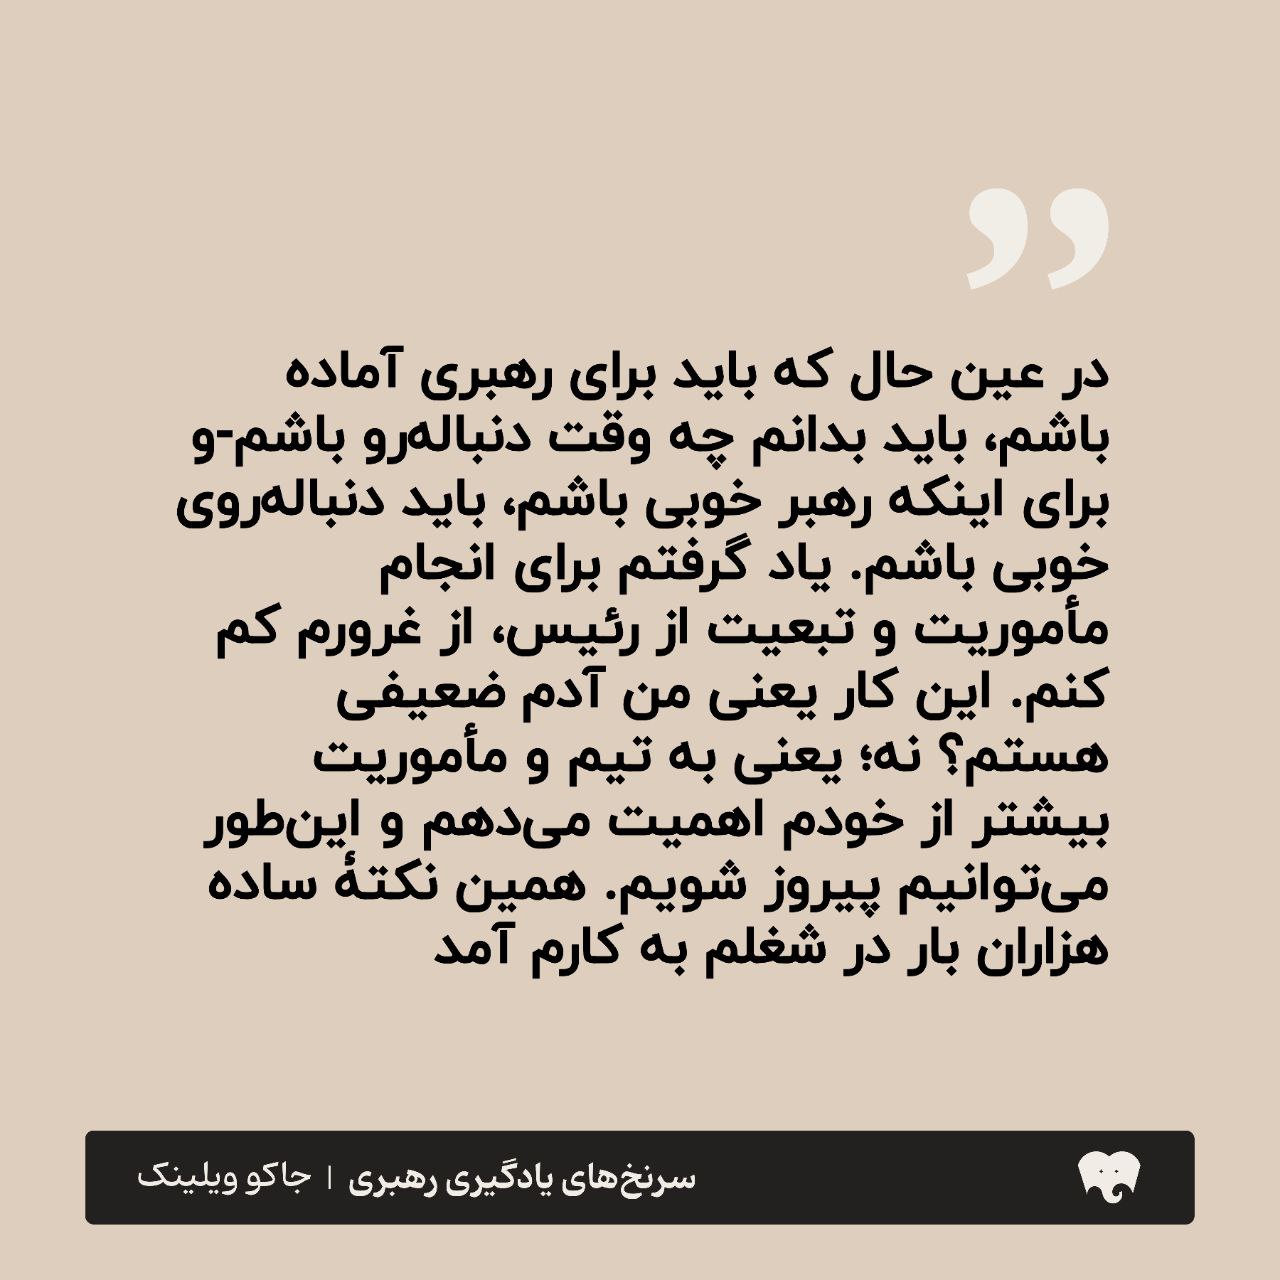 ”
در عین حال که باید برای رهبری آماده
باشم، باید بدانم چه وقت دنباله‌رو باشم-و
برای اینکه رهبر خوبی باشم، باید دنباله‌روی
خوبی باشم. یاد گرفتم برای انجام
مأموریت و تبعیت از رئیس، از غرورم کم
کنم. این کار یعنی من آدم ضعیفی
هستم؟ نه؛ یعنی به تیم و مأموریت
بیشتر از خودم اهمیت می‌دهم و این‌طور
می‌توانیم پیروز شویم. همین نکتهٔ ساده
هزاران بار در شغلم به کارم آمد
سرنخ‌های یادگیری رهبری | جاکو ویلینک